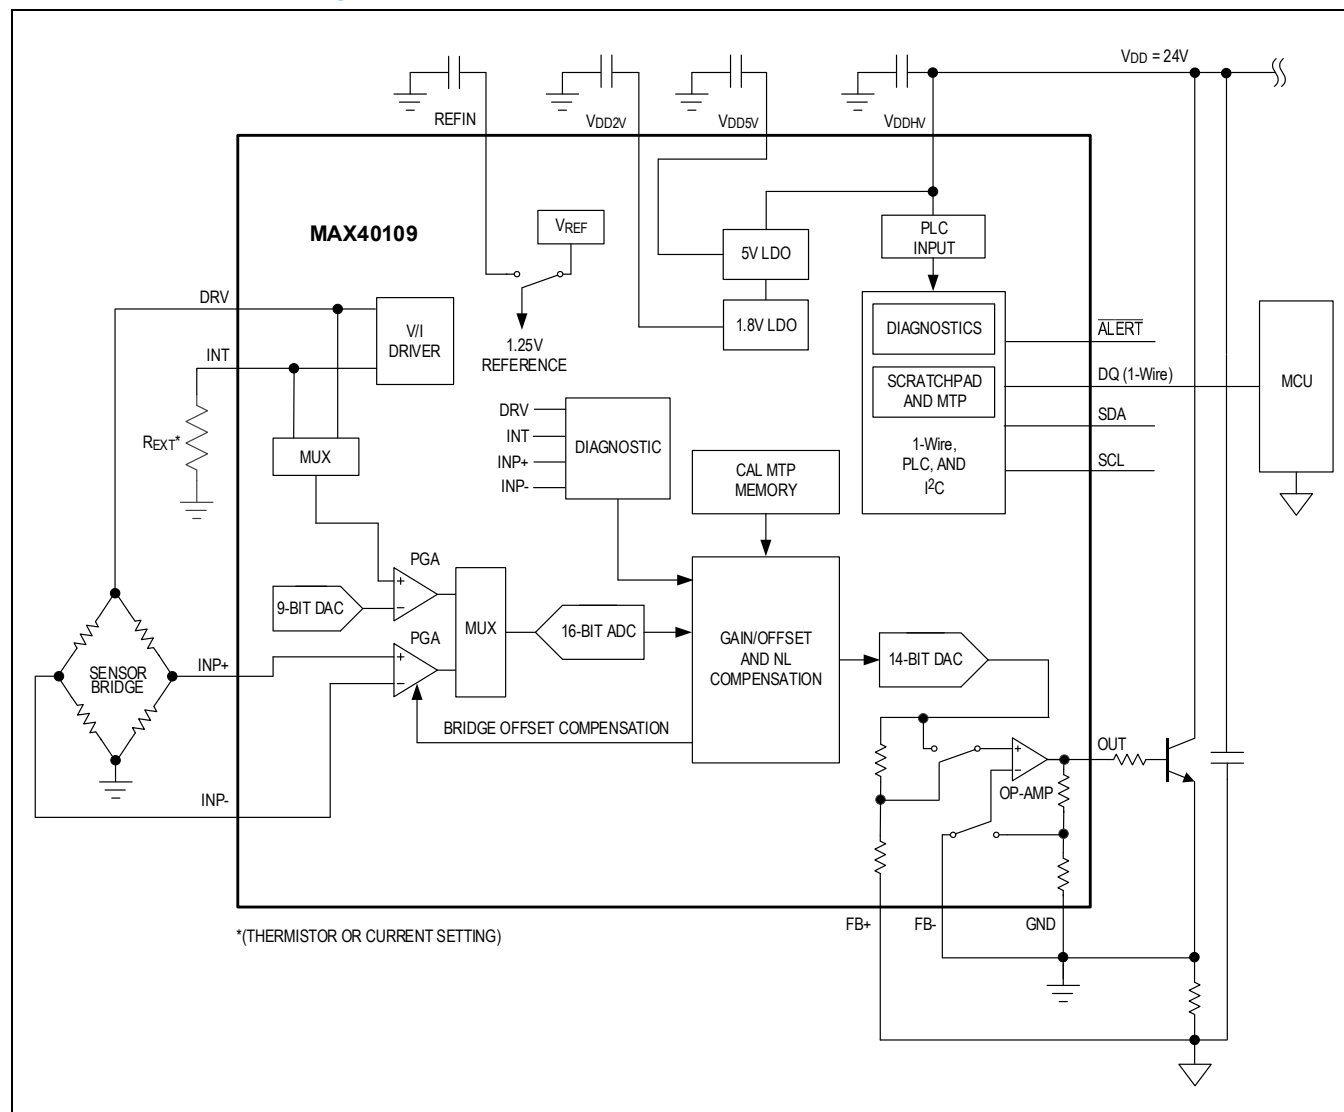 VDD = 24V
REFIN
VDD2V
VDD5V
VDDHV
MAX40109
VREF
5V LDO
1.8V LDO
PLC
INPUT
DRV
V/I
DRIVER
INT
1.25V
REFERENCE
DIAGNOSTICS
SCRATCHPAD
AND MTP
1-Wire,
PLC, AND
I2C
ALERT
DQ (1-Wire)
SDA
SCL
MCU
REXT*
MUX
DRV
INT
INP+
INP-
DIAGNOSTIC
CAL MTP
MEMORY
PGA
9-BIT DAC
+
−
MUX
16-BIT ADC
PGA
+
−
GAIN/OFFSET
AND NL
COMPENSATION
14-BIT DAC
SENSOR
BRIDGE
INP+
BRIDGE OFFSET COMPENSATION
INP-
+
−
OP-AMP
OUT
FB+
FB-
GND
*(THERMISTOR OR CURRENT SETTING)